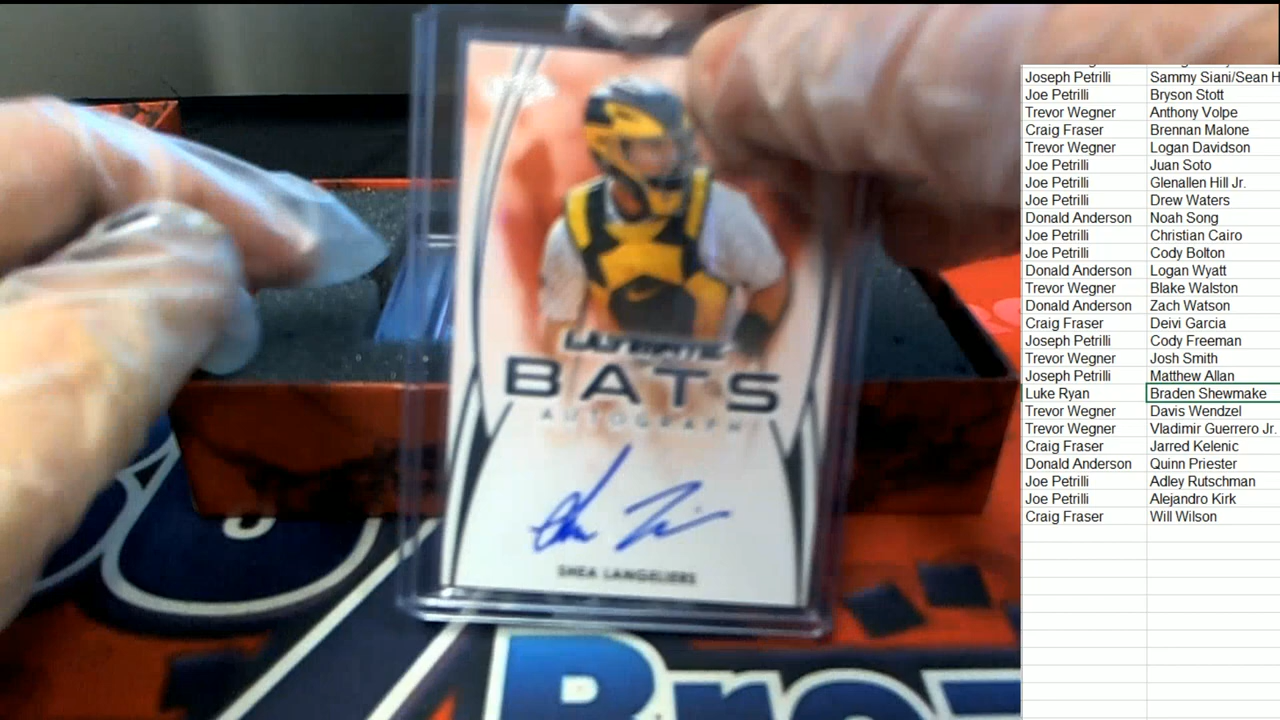 ULTIMATE
BATS
AUTOGRAPH
SHEA LANGELIERS
Joseph Petrilli Sammy Siani/Sean H
Joe Petrilli Bryson Stott
Trevor Wegner Anthony Volpe
Craig Fraser Brennan Malone
Trevor Wegner Logan Davidson
Joe Petrilli Juan Soto
Joe Petrilli Glenallen Hill Jr.
Joe Petrilli Drew Waters
Donald Anderson Noah Song
Joe Petrilli Christian Cairo
Joe Petrilli Cody Bolton
Donald Anderson Logan Wyatt
Trevor Wegner Blake Walston
Donald Anderson Zach Watson
Craig Fraser Deivi Garcia
Joseph Petrilli Cody Freeman
Trevor Wegner Josh Smith
Joseph Petrilli Matthew Allan
Luke Ryan Braden Shewmake
Trevor Wegner Davis Wendzel
Trevor Wegner Vladimir Guerrero Jr.
Craig Fraser Jarred Kelenic
Donald Anderson Quinn Priester
Joe Petrilli Adley Rutschman
Joe Petrilli Alejandro Kirk
Craig Fraser Will Wilson